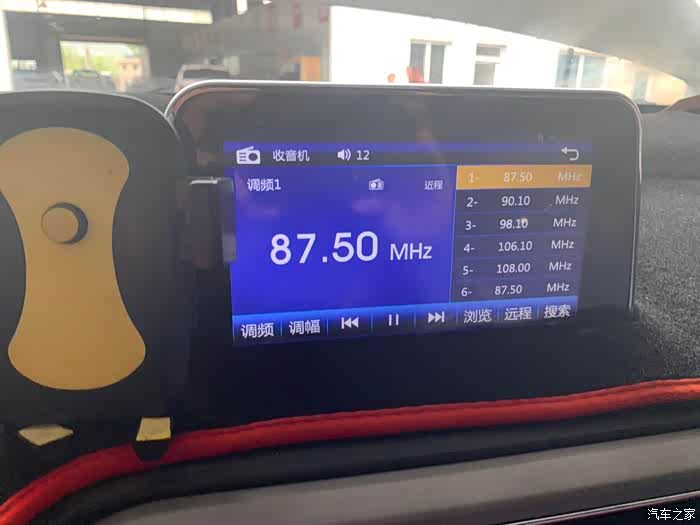 收音机 12
调频1 近程
87.50 MHz
1- 87.50 MHz
2- 90.10 MHz
3- 98.10 MHz
4- 106.10 MHz
5- 108.00 MHz
6- 87.50 MHz
调频 调幅 浏览 远程 搜索
汽车之家